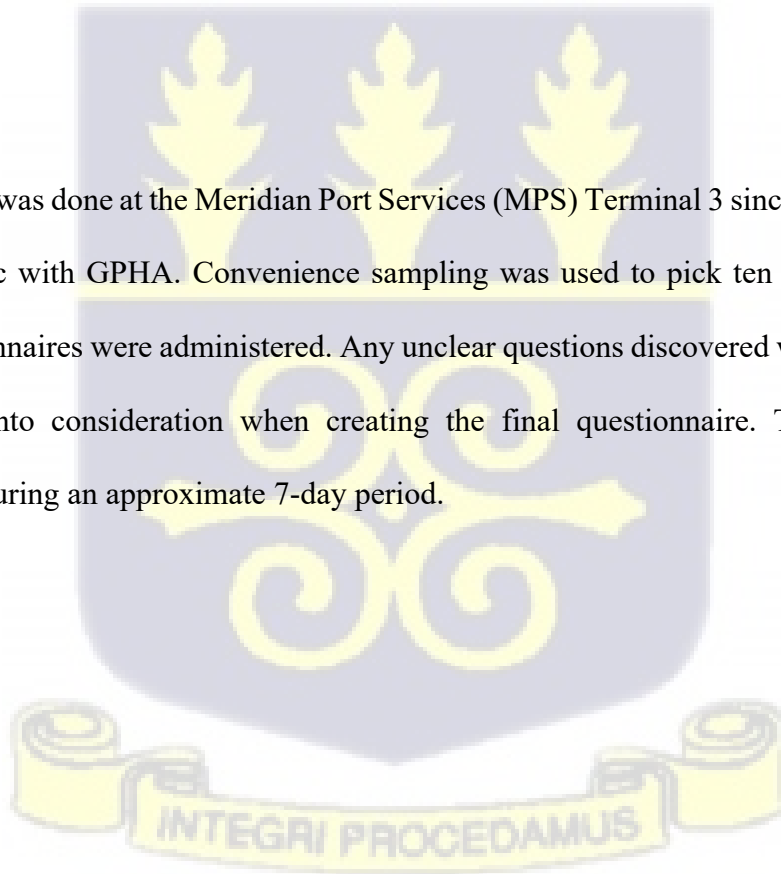 was done at the Meridian Port Services (MPS) Terminal 3 sinc
c with GPHA. Convenience sampling was used to pick ten
nnaires were administered. Any unclear questions discovered v
nto consideration when creating the final questionnaire. T
uring an approximate 7-day period.
INTEGRI PROCEDAMUS